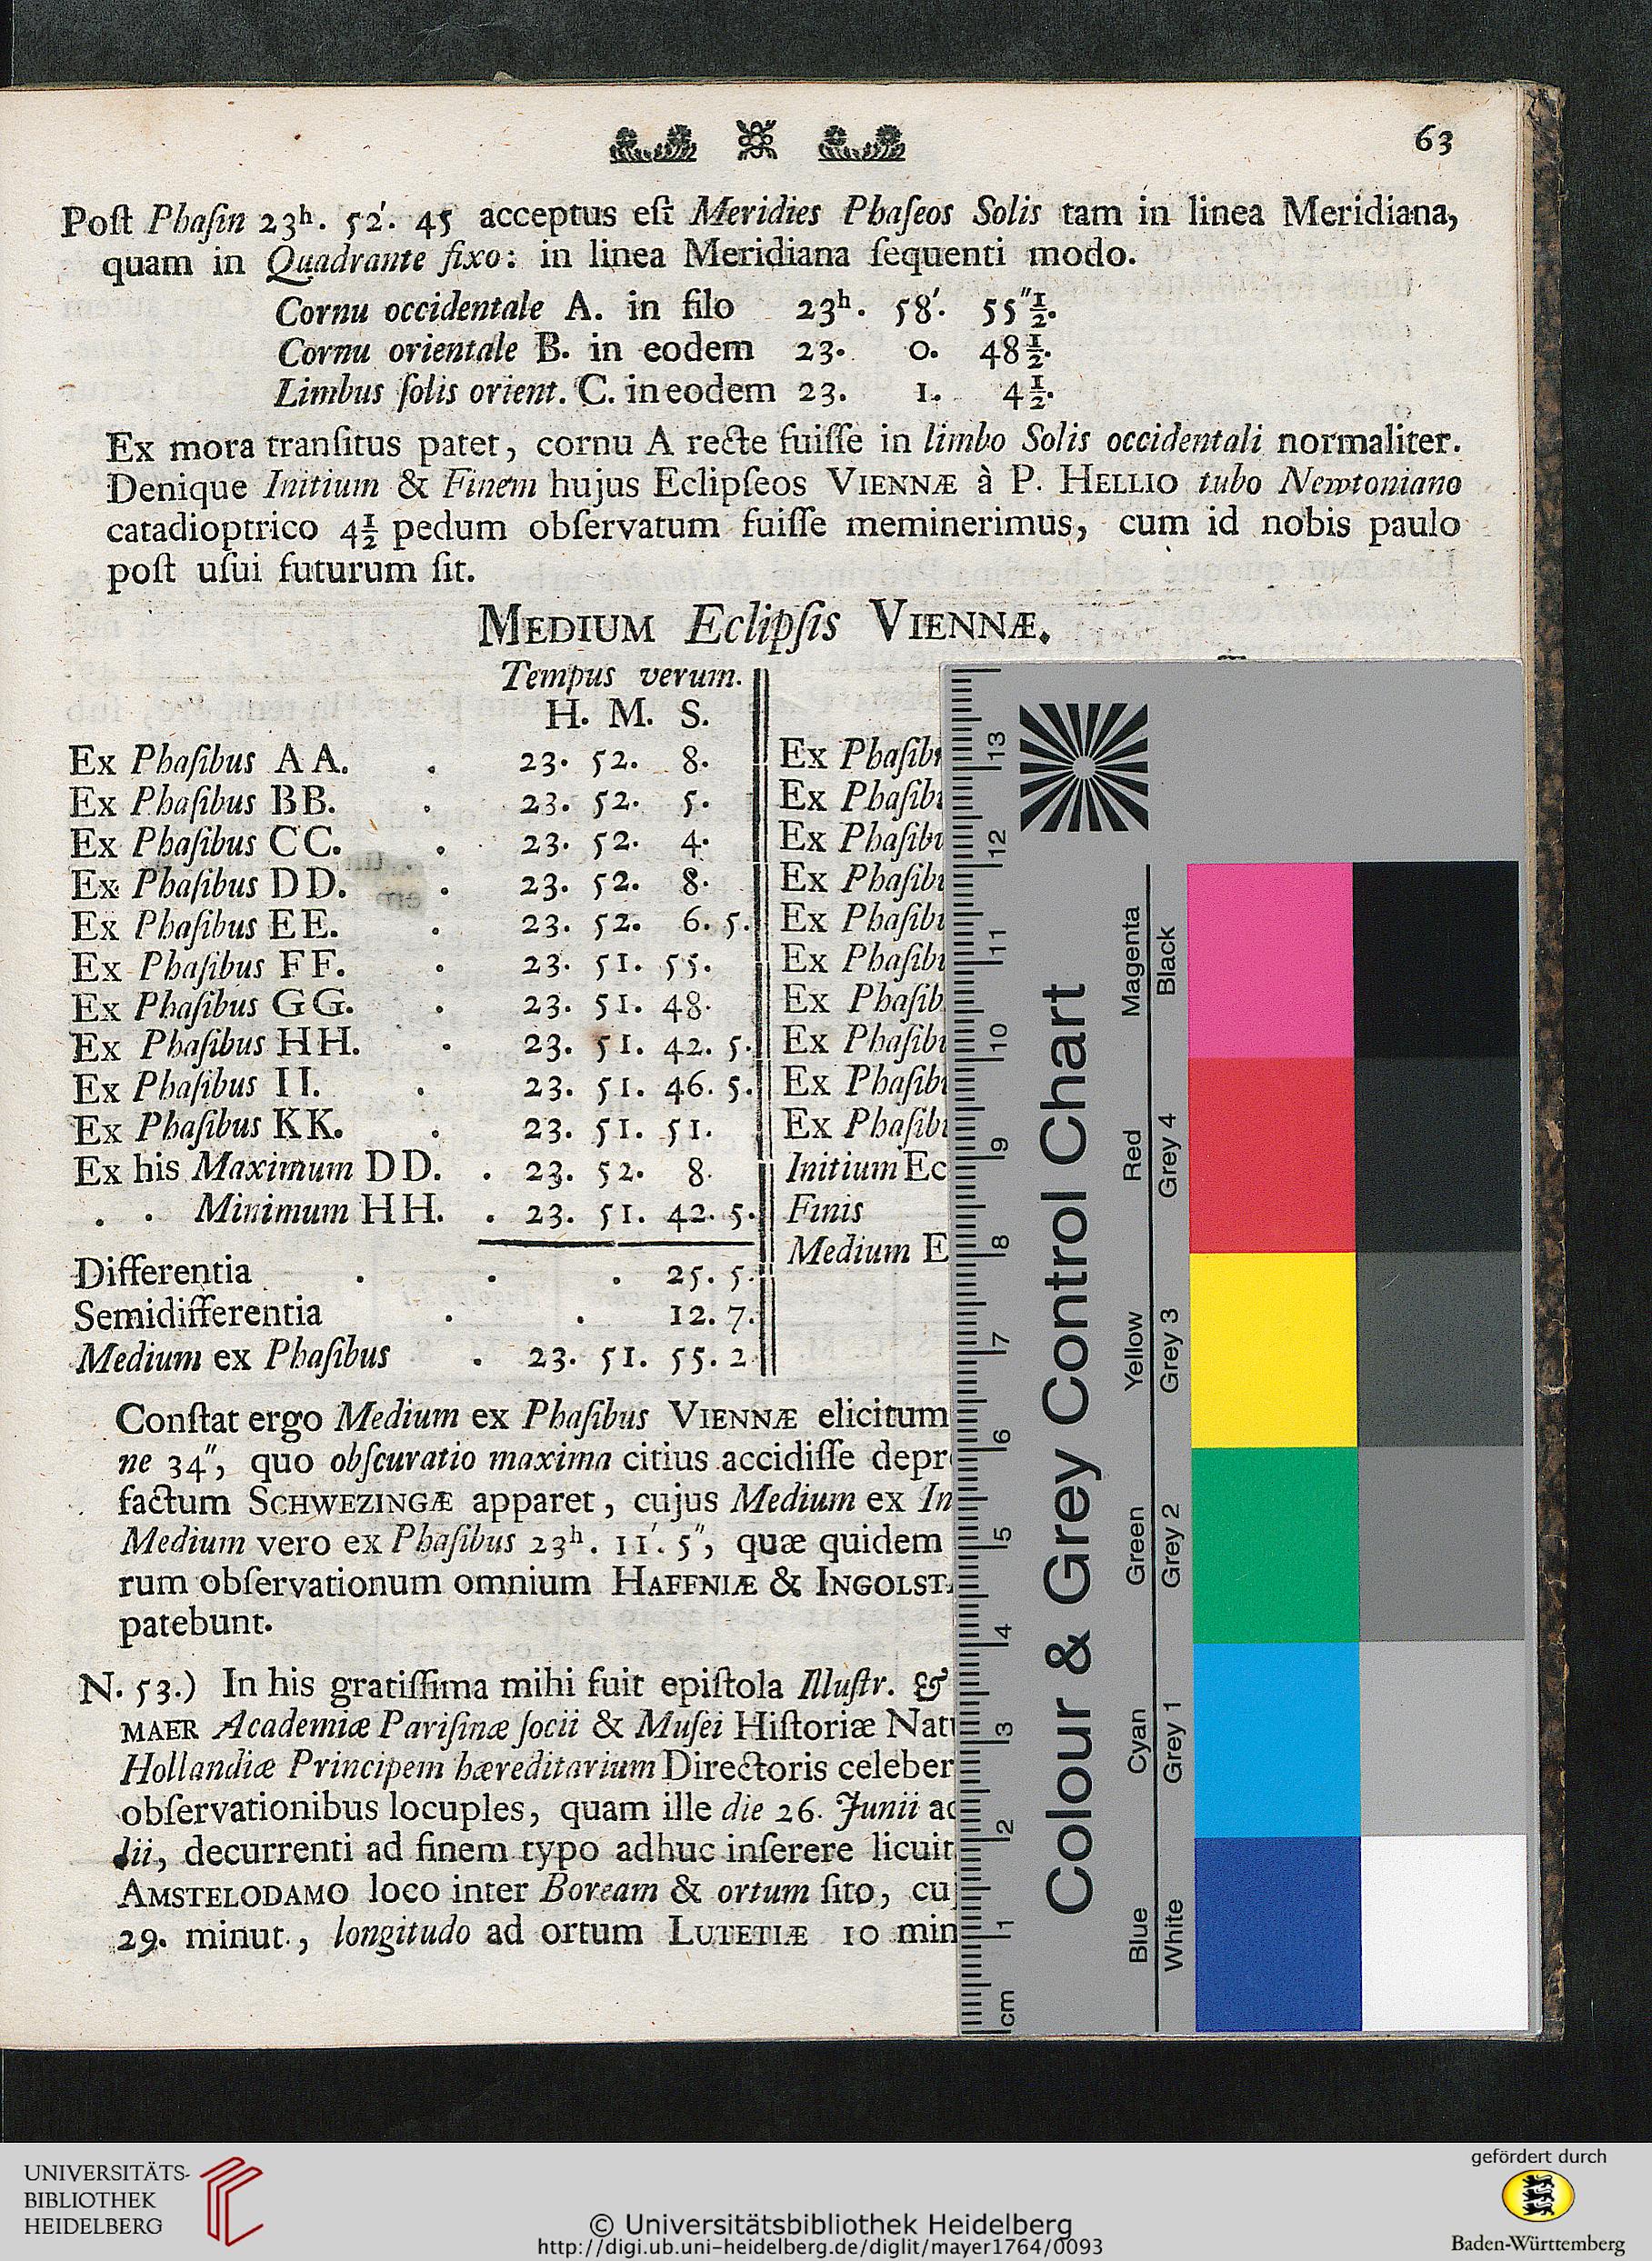 63
Poſt Phaſin 23ʰ. 52′. 45 acceptus eſt Meridies Phaſeos Solis tam in linea Meridiana,
quam in Quadrante fixo: in linea Meridiana ſequenti modo.
Cornu occidentale A. in filo 23ʰ. 58′. 55″½.
Cornu orientale B. in eodem 23. 0. 48½.
Limbus ſolis orient. C. in eodem 23. 1. 4½.
Ex mora tranſitus patet, cornu A recte fuiſſe in limbo Solis occidentali normaliter.
Denique Initium & Finem hujus Eclipſeos VIENNÆ à P. HELLIO tubo Newtoniano
catadioptrico 4½ pedum obſervatum fuiſſe meminerimus, cum id nobis paulo
poſt uſui futurum ſit.
MEDIUM Eclipſis VIENNÆ.
Tempus verum.
H. M. S.
Ex Phaſibus AA. . 23. 52. 8.
Ex Phaſibus BB. . 23. 52. 5.
Ex Phaſibus CC. . 23. 52. 4.
Ex Phaſibus DD. . 23. 52. 8.
Ex Phaſibus EE. . 23. 52. 6. 5.
Ex Phaſibus FF. . 23. 51. 55.
Ex Phaſibus GG. . 23. 51. 48.
Ex Phaſibus HH. . 23. 51. 42. 5.
Ex Phaſibus II. . 23. 51. 46. 5.
Ex Phaſibus KK. . 23. 51. 51.
Ex his Maximum DD. . 23. 52. 8.
. . Minimum HH. . 23. 51. 42. 5.
Differentia . . . 25. 5.
Semidifferentia . . 12. 7.
Medium ex Phaſibus . 23. 51. 55. 2
Ex Phaſib
Ex Phaſib
Ex Phaſib
Ex Phaſib
Ex Phaſib
Ex Phaſib
Ex Phaſib
Ex Phaſib
Ex Phaſib
Ex Phaſib
Initium Ec
Finis
Medium E
Conſtat ergo Medium ex Phaſibus VIENNÆ elicitum
ne 34″, quo obſcuratio maxima citius accidiſſe depr
factum SCHWEZINGÆ apparet, cujus Medium ex In
Medium vero ex Phaſibus 23ʰ. 11′. 5″, quæ quidem
rum obſervationum omnium HAFFNIÆ & INGOLST
patebunt.
N. 53.) In his gratiſſima mihi fuit epiſtola Illuſtr. &
MAER Academiæ Pariſinæ ſocii & Muſei Hiſtoriæ Nat
Hollandiæ Principem hæreditarium Directoris celeber
obſervationibus locuples, quam ille die 26. Junii ac
lii, decurrenti ad finem typo adhuc inſerere licuit
AMSTELODAMO loco inter Boream & ortum ſito, cu
29. minut., longitudo ad ortum LUTETIÆ 10 min
Colour & Grey Control Chart
Blue Cyan Green Yellow Red Magenta
White Grey 1 Grey 2 Grey 3 Grey 4 Black
cm 1 2 3 4 5 6 7 8 9 10 11 12 13
UNIVERSITÄTS-
BIBLIOTHEK
HEIDELBERG
© Universitätsbibliothek Heidelberg
http://digi.ub.uni-heidelberg.de/diglit/mayer1764/0093
gefördert durch
Baden-Württemberg